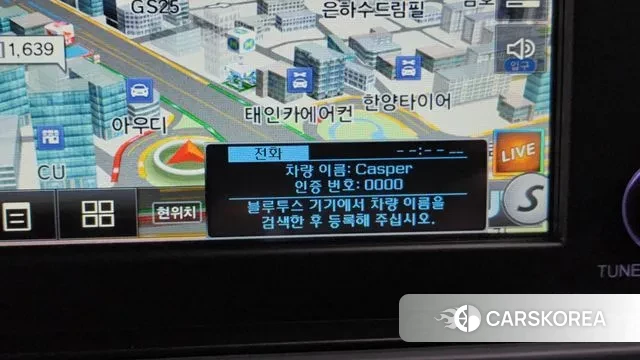 GS25
은하수드림필
1,639
입구
아우디
태인카에어컨
한양타이어
CU
전화 --:-- --
차량 이름: Casper
인증 번호: 0000
블루투스 기기에서 차량 이름을
검색한 후 등록해 주십시오.
LIVE
현위치
S
TUNE
CARSKOREA